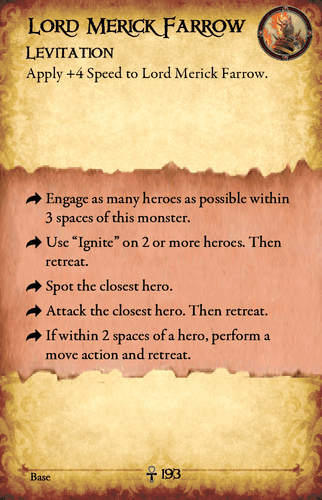 Lord Merick Farrow
Levitation
Apply +4 Speed to Lord Merick Farrow.
Engage as many heroes as possible within
3 spaces of this monster.
Use “Ignite” on 2 or more heroes. Then
retreat.
Spot the closest hero.
Attack the closest hero. Then retreat.
If within 2 spaces of a hero, perform a
move action and retreat.
Base
193